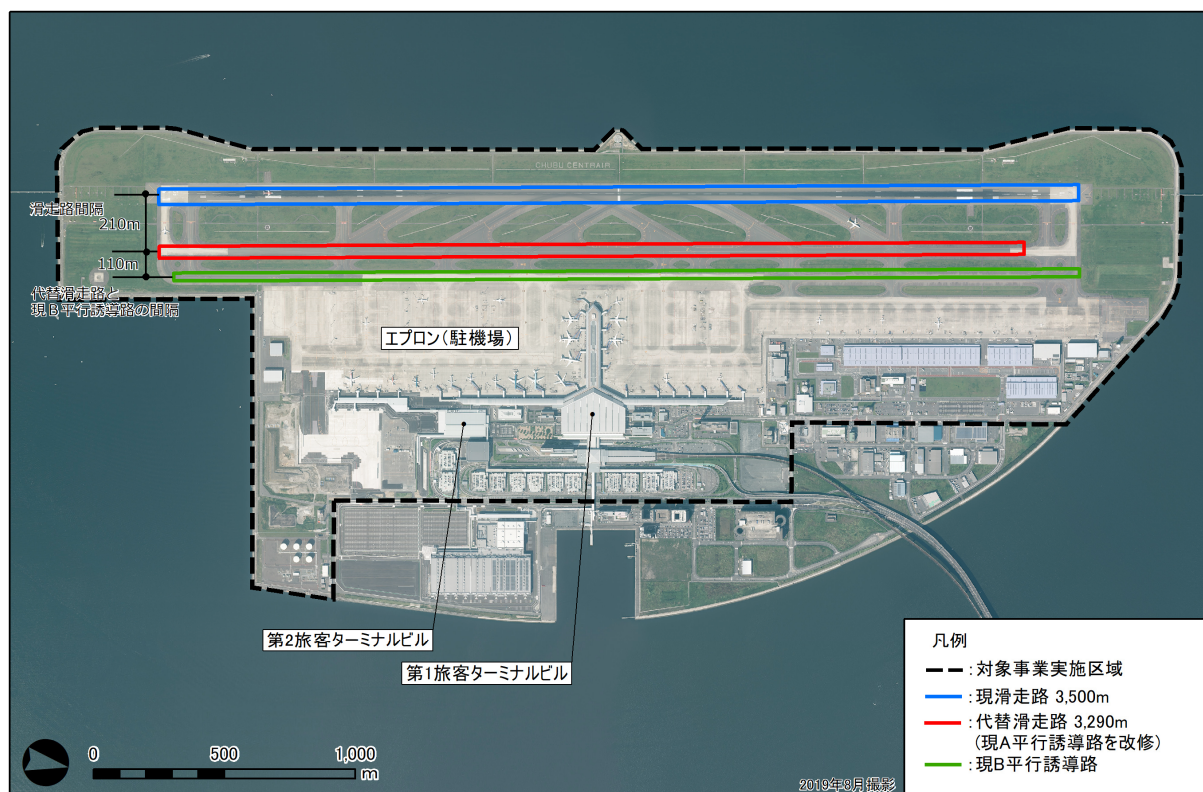 CHUBU CENTRAIR
滑走路間隔
210m
110m
代替滑走路と
現B平行誘導路の間隔
エプロン(駐機場)
第2旅客ターミナルビル
第1旅客ターミナルビル
凡例
:対象事業実施区域
:現滑走路 3,500m
:代替滑走路 3,290m
(現A平行誘導路を改修)
:現B平行誘導路
0 500 1,000
m
2019年8月撮影